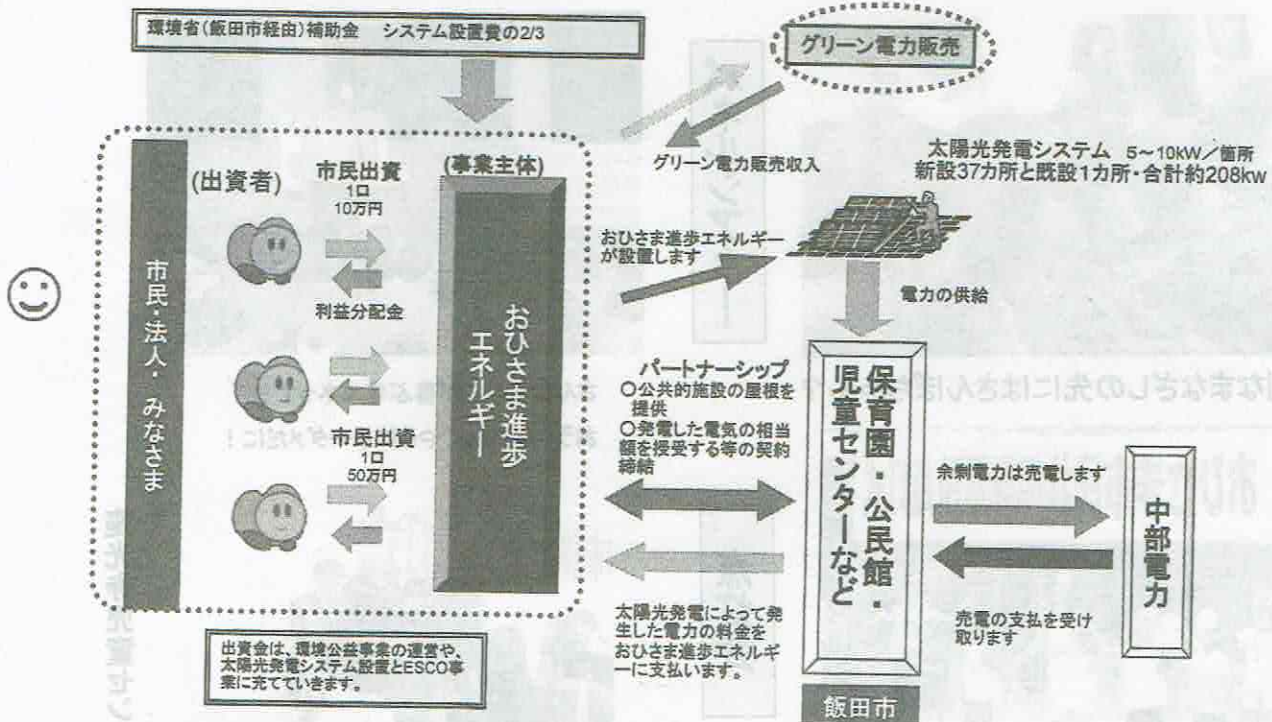 環境省(飯田市経由)補助金　システム設置費の2/3
グリーン電力販売
グリーン電力販売収入
太陽光発電システム　5～10kW／箇所
新設37カ所と既設1カ所・合計約208kw
(出資者)
市民出資
1口
10万円
(事業主体)
市民・法人・みなさま
利益分配金
おひさま進歩
エネルギー
おひさま進歩エネルギー
が設置します
電力の供給
市民出資
1口
50万円
パートナーシップ
○公共的施設の屋根を
提供
○発電した電気の相当
額を授受する等の契約
締結
保育園・公民館・
児童センターなど
余剰電力は売電します
中部電力
売電の支払を受け
取ります
太陽光発電によって発
生した電力の料金を
おひさま進歩エネルギ
ーに支払います。
出資金は、環境公益事業の運営や、
太陽光発電システム設置とESCO事
業に充てていきます。
飯田市